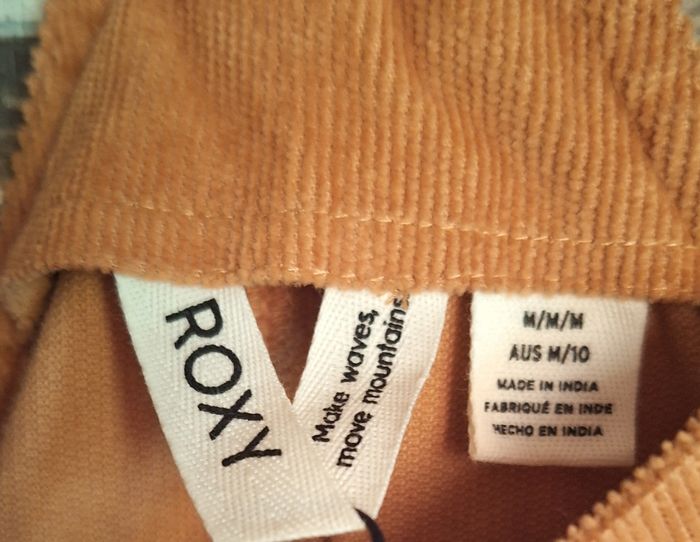 ROXY
Make waves,
move mountains.
M/M/M
AUS M/10
MADE IN INDIA
FABRIQUÉ EN INDE
HECHO EN INDIA